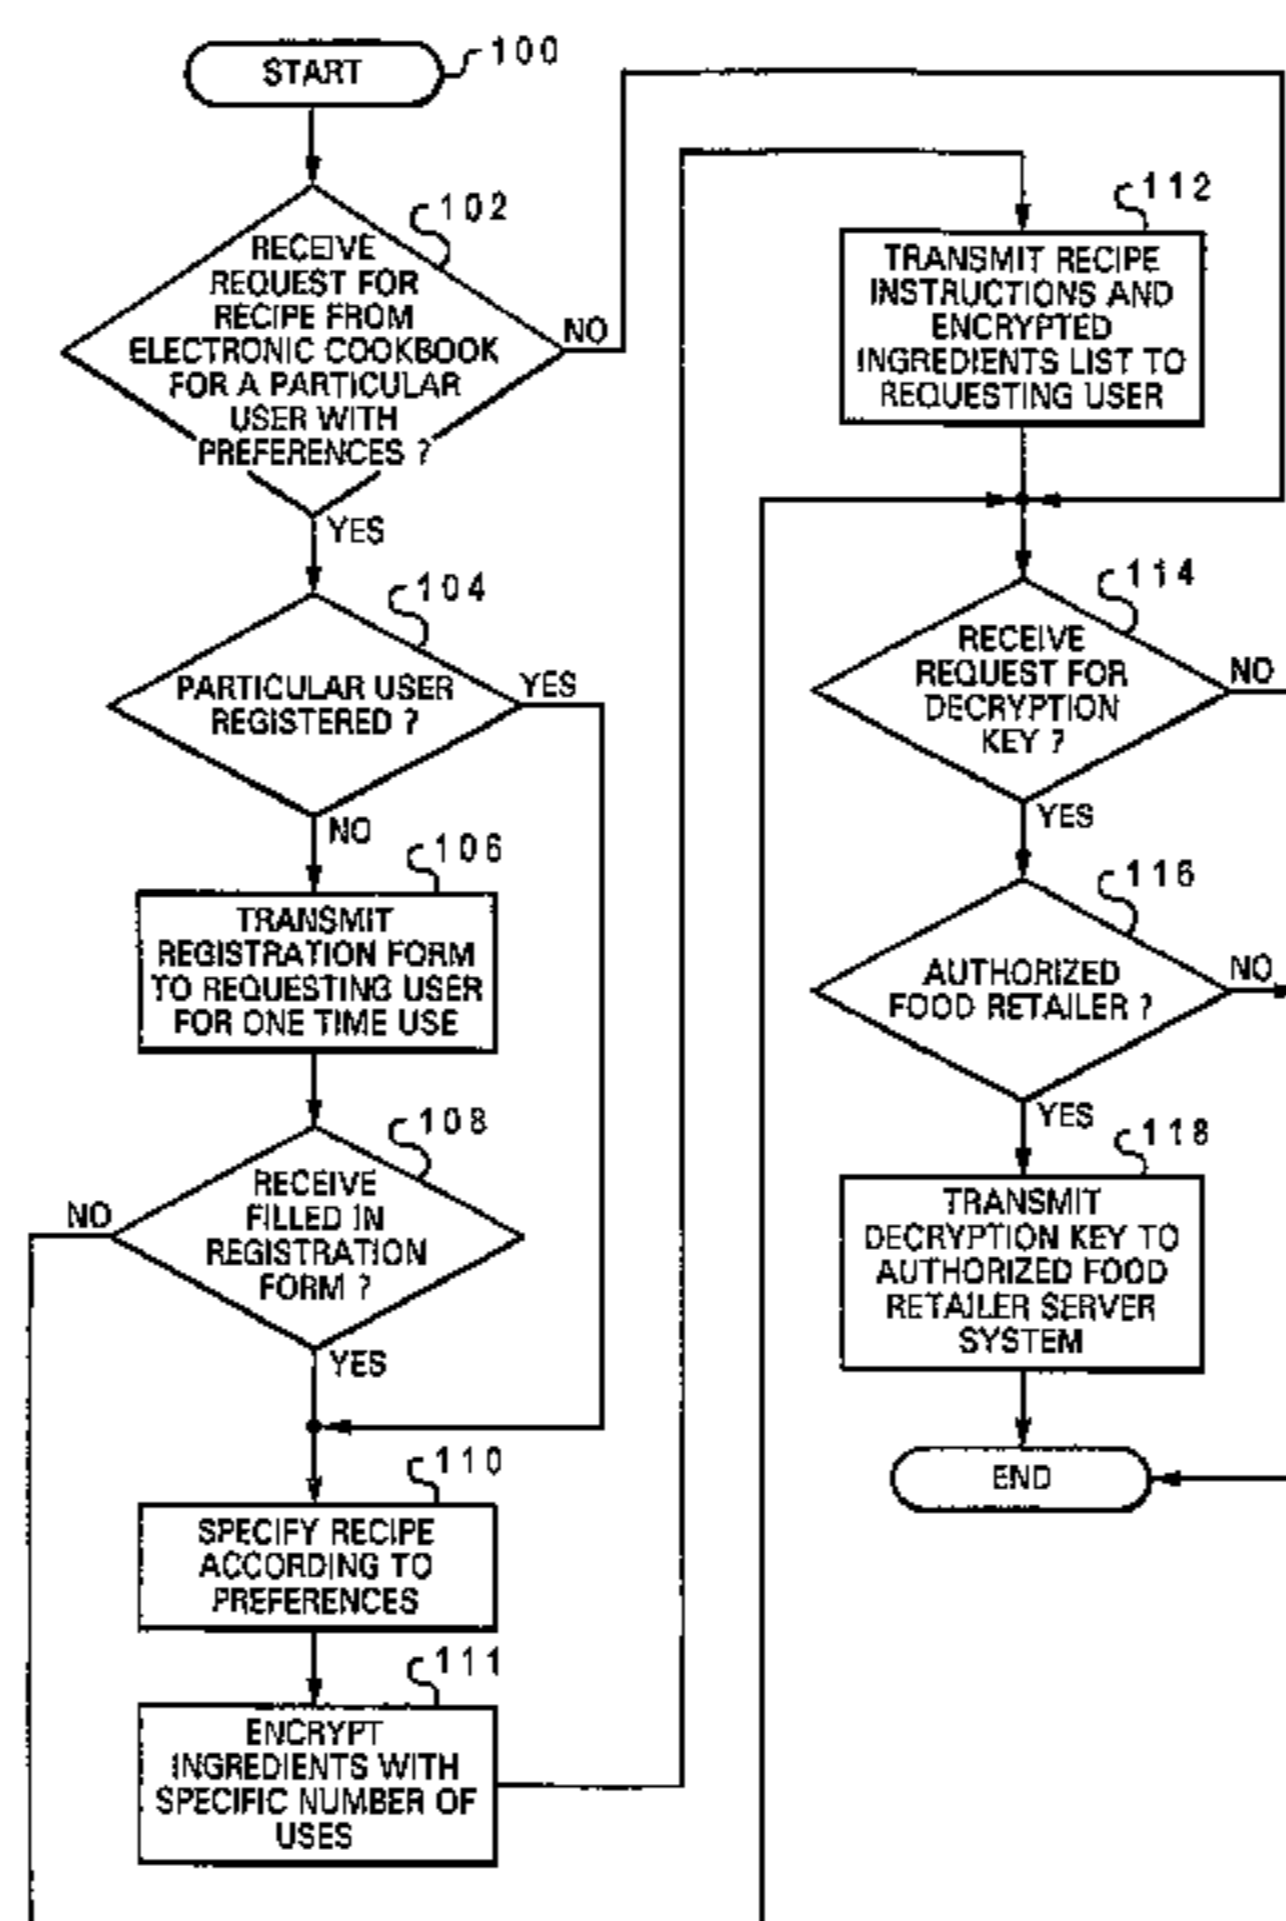 START
100
102
RECEIVE
REQUEST FOR
RECIPE FROM
ELECTRONIC COOKBOOK
FOR A PARTICULAR
USER WITH
PREFERENCES ?
NO
YES
104
PARTICULAR USER
REGISTERED ?
YES
NO
106
TRANSMIT
REGISTRATION FORM
TO REQUESTING USER
FOR ONE TIME USE
108
RECEIVE
FILLED IN
REGISTRATION
FORM ?
NO
YES
110
SPECIFY RECIPE
ACCORDING TO
PREFERENCES
111
ENCRYPT
INGREDIENTS WITH
SPECIFIC NUMBER OF
USES
112
TRANSMIT RECIPE
INSTRUCTIONS AND
ENCRYPTED
INGREDIENTS LIST TO
REQUESTING USER
114
RECEIVE
REQUEST FOR
DECRYPTION
KEY ?
NO
YES
116
AUTHORIZED
FOOD RETAILER ?
NO
YES
118
TRANSMIT
DECRYPTION KEY TO
AUTHORIZED FOOD
RETAILER SERVER
SYSTEM
END